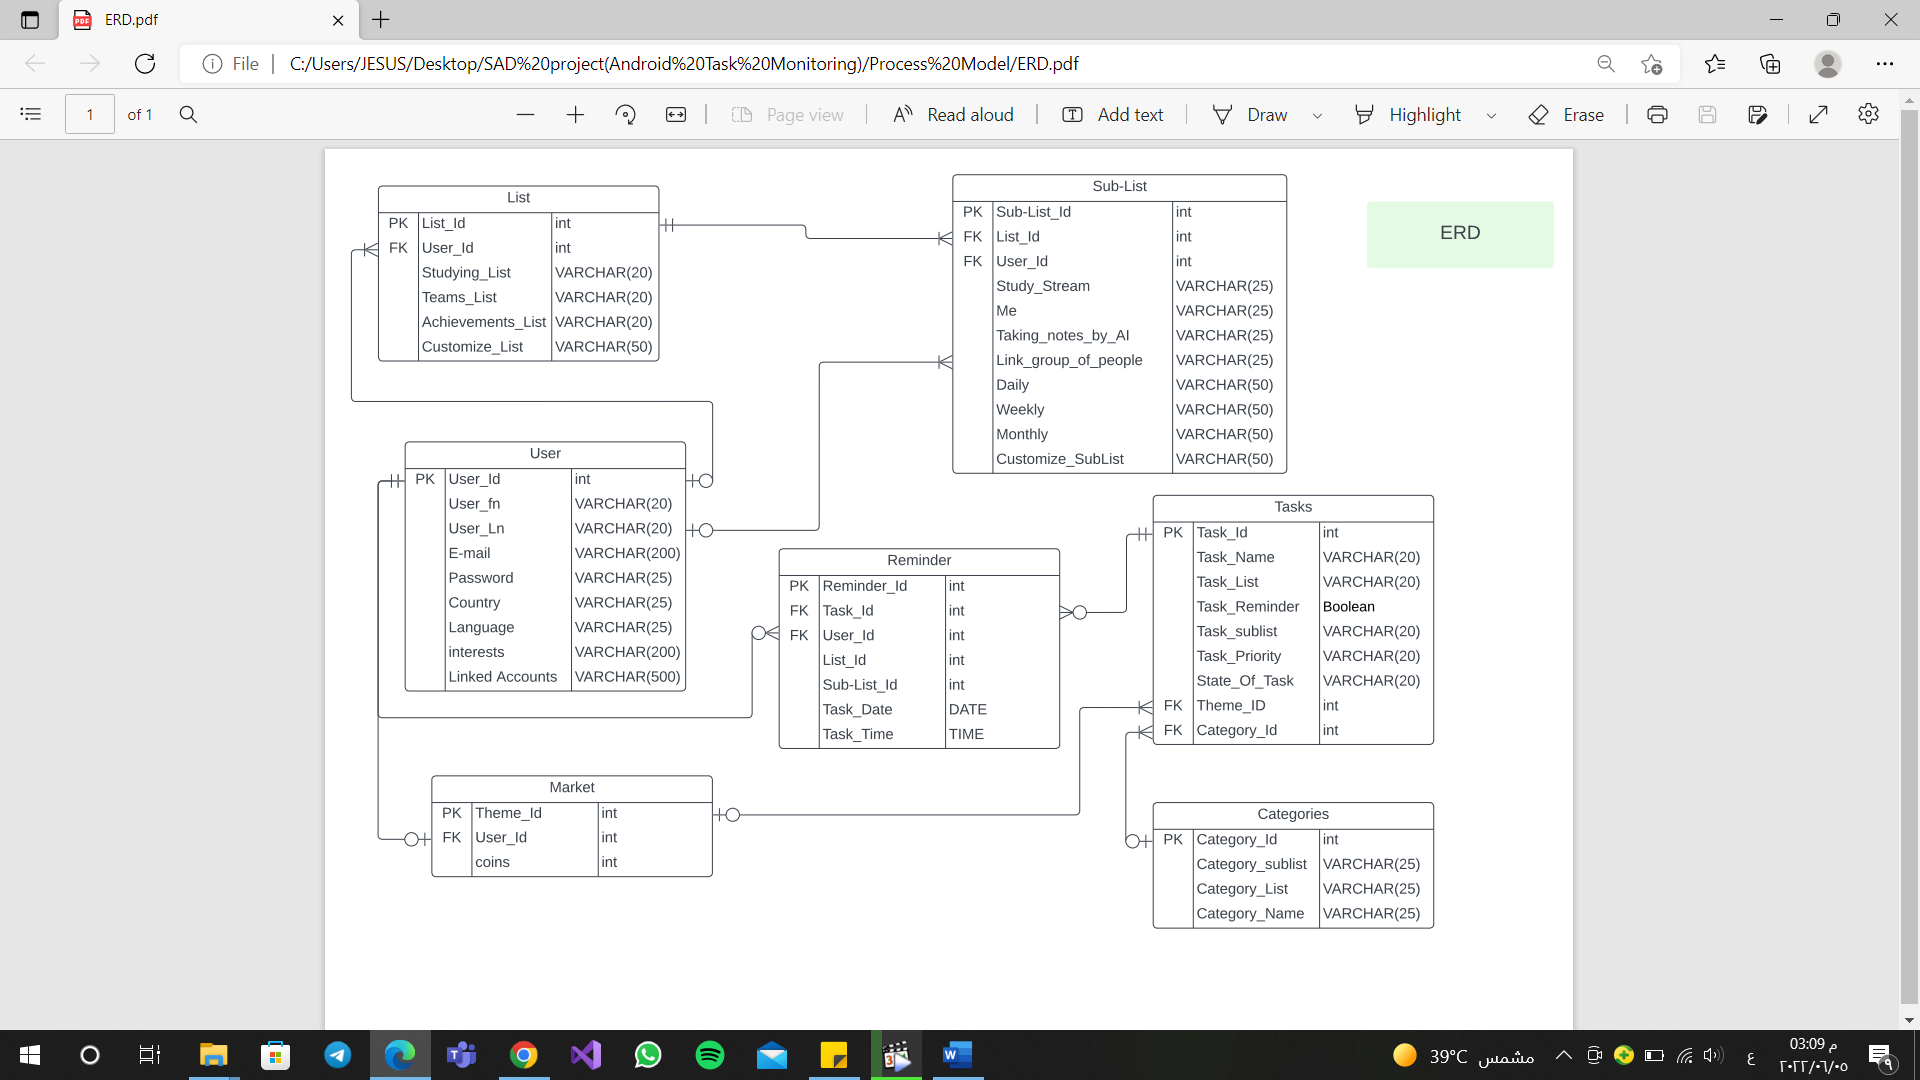 ERD.pdf
File
C:/Users/JESUS/Desktop/SAD%20project(Android%20Task%20Monitoring)/Process%20Model/ERD.pdf
1 of 1
Page view
Read aloud
Add text
Draw
Highlight
Erase
List
PK List_Id int
FK User_Id int
Studying_List VARCHAR(20)
Teams_List VARCHAR(20)
Achievements_List VARCHAR(20)
Customize_List VARCHAR(50)
Sub-List
PK Sub-List_Id int
FK List_Id int
FK User_Id int
Study_Stream VARCHAR(25)
Me VARCHAR(25)
Taking_notes_by_AI VARCHAR(25)
Link_group_of_people VARCHAR(25)
Daily VARCHAR(50)
Weekly VARCHAR(50)
Monthly VARCHAR(50)
Customize_SubList VARCHAR(50)
ERD
User
PK User_Id int
User_fn VARCHAR(20)
User_Ln VARCHAR(20)
E-mail VARCHAR(200)
Password VARCHAR(25)
Country VARCHAR(25)
Language VARCHAR(25)
interests VARCHAR(200)
Linked Accounts VARCHAR(500)
Reminder
PK Reminder_Id int
FK Task_Id int
FK User_Id int
List_Id int
Sub-List_Id int
Task_Date DATE
Task_Time TIME
Tasks
PK Task_Id int
Task_Name VARCHAR(20)
Task_List VARCHAR(20)
Task_Reminder Boolean
Task_sublist VARCHAR(20)
Task_Priority VARCHAR(20)
State_Of_Task VARCHAR(20)
FK Theme_ID int
FK Category_Id int
Market
PK Theme_Id int
FK User_Id int
coins int
Categories
PK Category_Id int
Category_sublist VARCHAR(25)
Category_List VARCHAR(25)
Category_Name VARCHAR(25)
39°C مشمس
ع
03:09 م
٢٠٢٢/٠٦/٠٥
٩